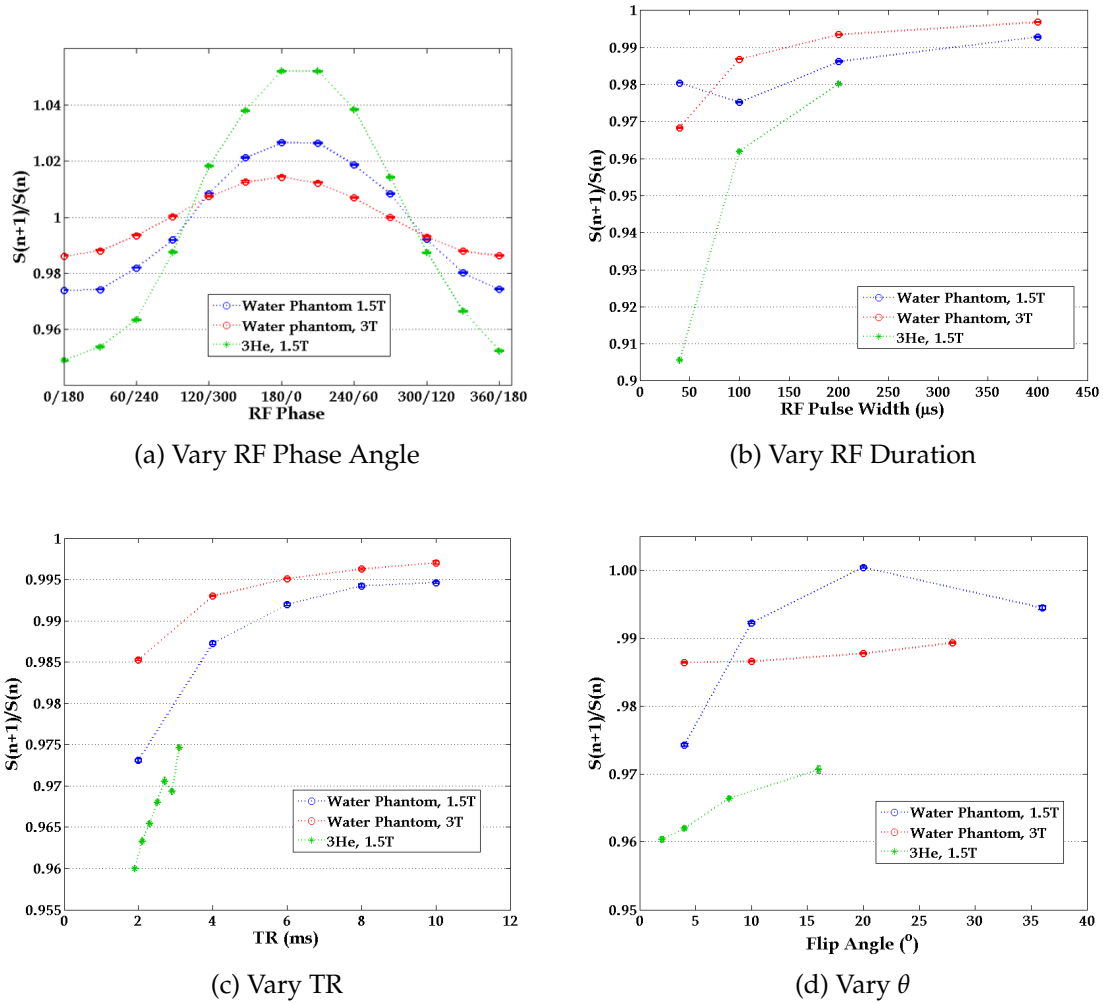 1.04
1.02
1
0.98
0.96
S(n+1)/S(n)
Water Phantom 1.5T
Water phantom, 3T
3He, 1.5T
0/180 60/240 120/300 180/0 240/60 300/120 360/180
RF Phase
(a) Vary RF Phase Angle
1
0.99
0.98
0.97
0.96
0.95
0.94
0.93
0.92
0.91
0.9
S(n+1)/S(n)
Water Phantom, 1.5T
Water Phantom, 3T
3He, 1.5T
0 50 100 150 200 250 300 350 400 450
RF Pulse Width (μs)
(b) Vary RF Duration
1
0.995
0.99
0.985
0.98
0.975
0.97
0.965
0.96
0.955
S(n+1)/S(n)
Water Phantom, 1.5T
Water Phantom, 3T
3He, 1.5T
0 2 4 6 8 10 12
TR (ms)
(c) Vary TR
1.00
0.99
.98
0.97
0.96
0.95
S(n+1)/S(n)
Water Phantom, 1.5T
Water Phantom, 3T
3He, 1.5T
0 5 10 15 20 25 30 35 40
Flip Angle (°)
(d) Vary θ